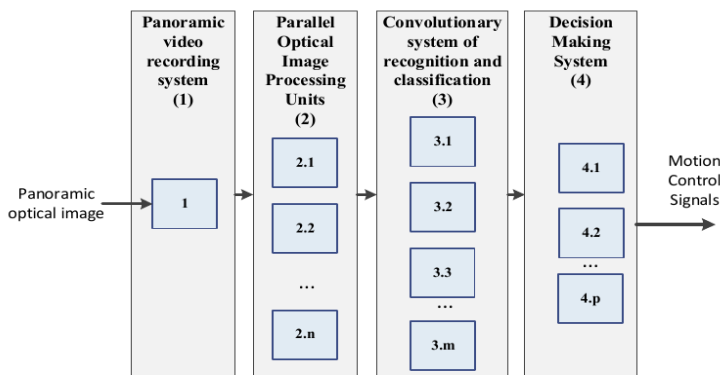 Panoramic
optical image
Panoramic
video
recording
system
(1)
1
Parallel
Optical
Image
Processing
Units
(2)
2.1
2.2
...
2.n
Convolutionary
system of
recognition and
classification
(3)
3.1
3.2
3.3
...
3.m
Decision
Making
System
(4)
4.1
4.2
...
4.p
Motion
Control
Signals